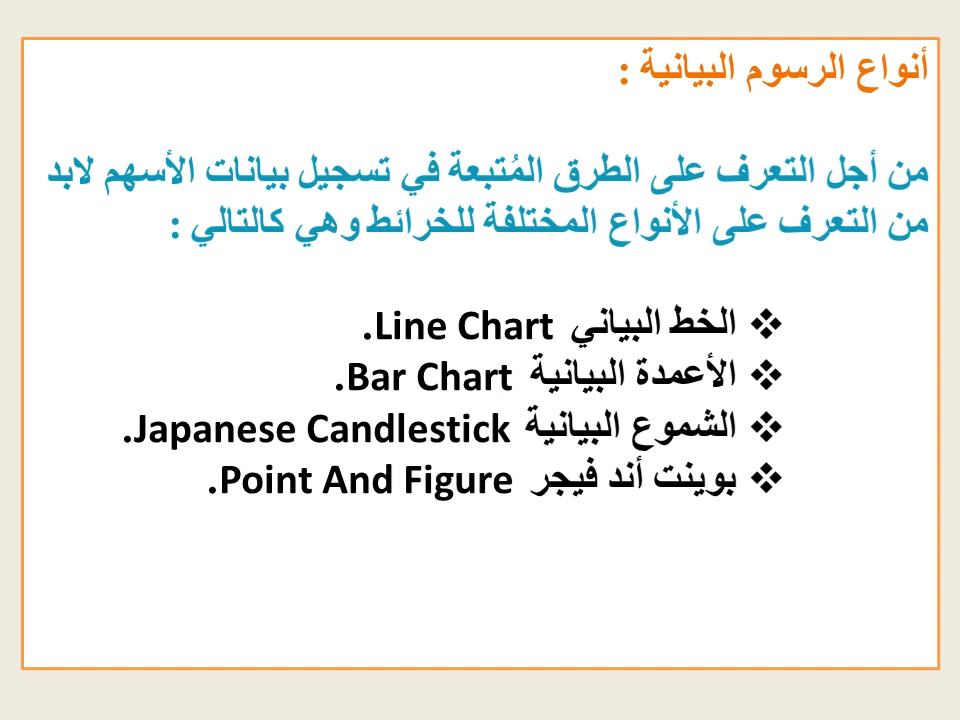 أنواع الرسوم البيانية :
من أجل التعرف على الطرق المُتبعة في تسجيل بيانات الأسهم لابد
من التعرف على الأنواع المختلفة للخرائط وهي كالتالي :
❖ الخط البياني Line Chart.
❖ الأعمدة البيانية Bar Chart.
❖ الشموع البيانية Japanese Candlestick.
❖ بوينت أند فيجر Point And Figure.